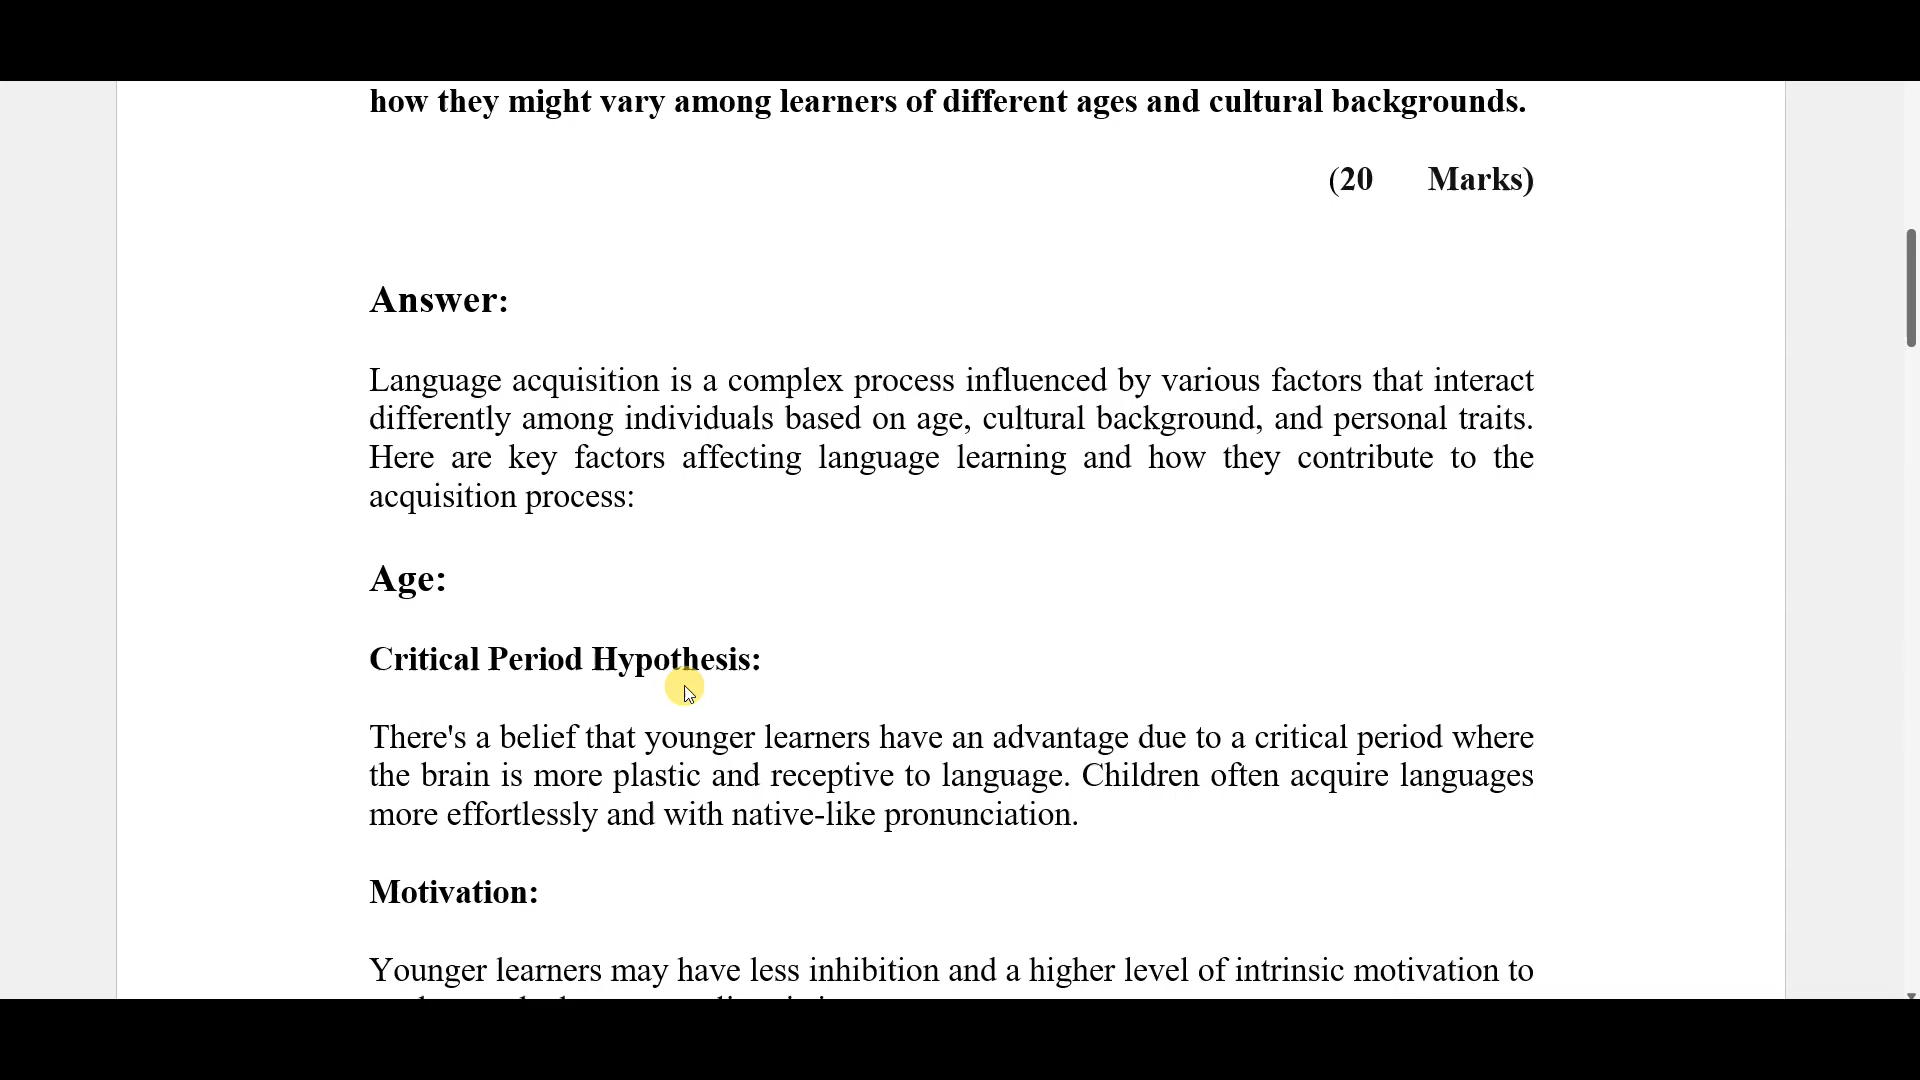 how they might vary among learners of different ages and cultural backgrounds.
(20 Marks)
Answer:
Language acquisition is a complex process influenced by various factors that interact
differently among individuals based on age, cultural background, and personal traits.
Here are key factors affecting language learning and how they contribute to the
acquisition process:
Age:
Critical Period Hypothesis:
There's a belief that younger learners have an advantage due to a critical period where
the brain is more plastic and receptive to language. Children often acquire languages
more effortlessly and with native-like pronunciation.
Motivation:
Younger learners may have less inhibition and a higher level of intrinsic motivation to